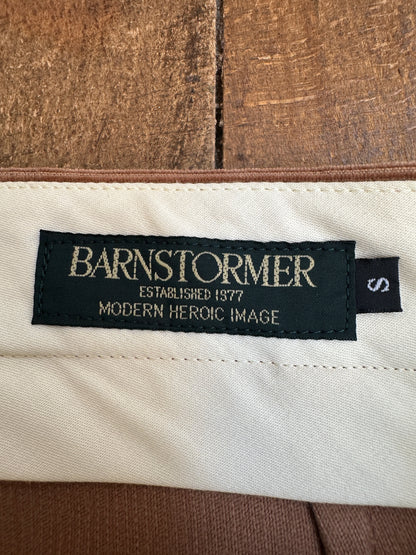 BARNSTORMER
ESTABLISHED 1977
MODERN HEROIC IMAGE
S